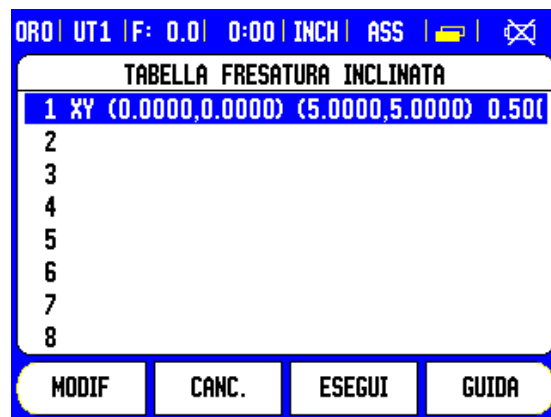 ORO| UT1 |F: 0.0| 0:00|INCH| ASS
TABELLA FRESATURA INCLINATA
1 XY (0.0000,0.0000) (5.0000,5.0000) 0.500
2
3
4
5
6
7
8
MODIF CANC. ESEGUI GUIDA